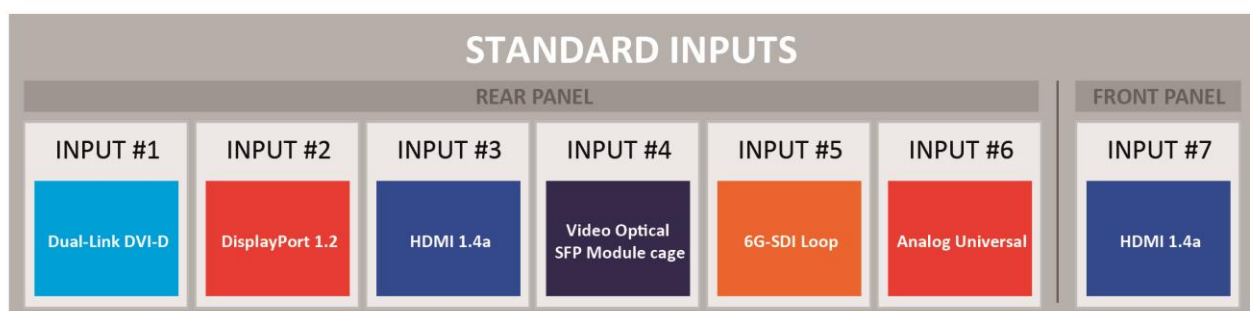 STANDARD INPUTS
REAR PANEL
FRONT PANEL
INPUT #1
INPUT #2
INPUT #3
INPUT #4
INPUT #5
INPUT #6
INPUT #7
Dual-Link DVI-D
DisplayPort 1.2
HDMI 1.4a
Video Optical
SFP Module cage
6G-SDI Loop
Analog Universal
HDMI 1.4a